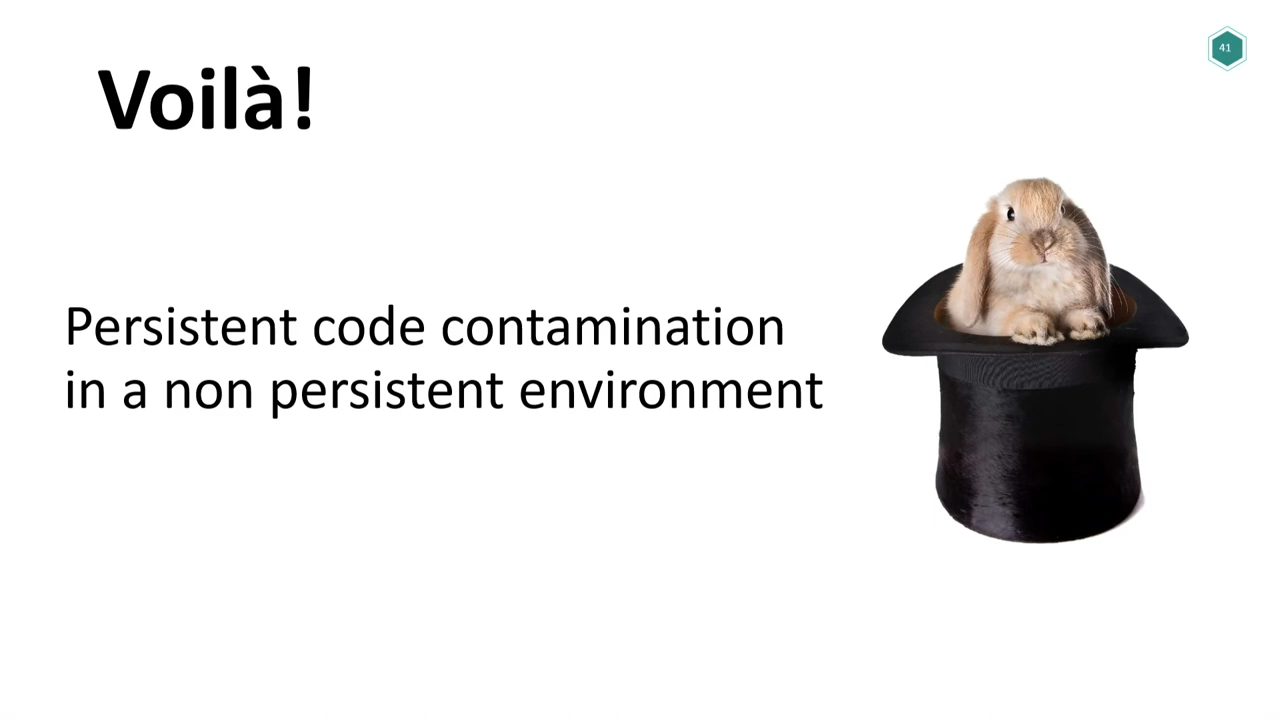 41
Voilà!
Persistent code contamination
in a non persistent environment